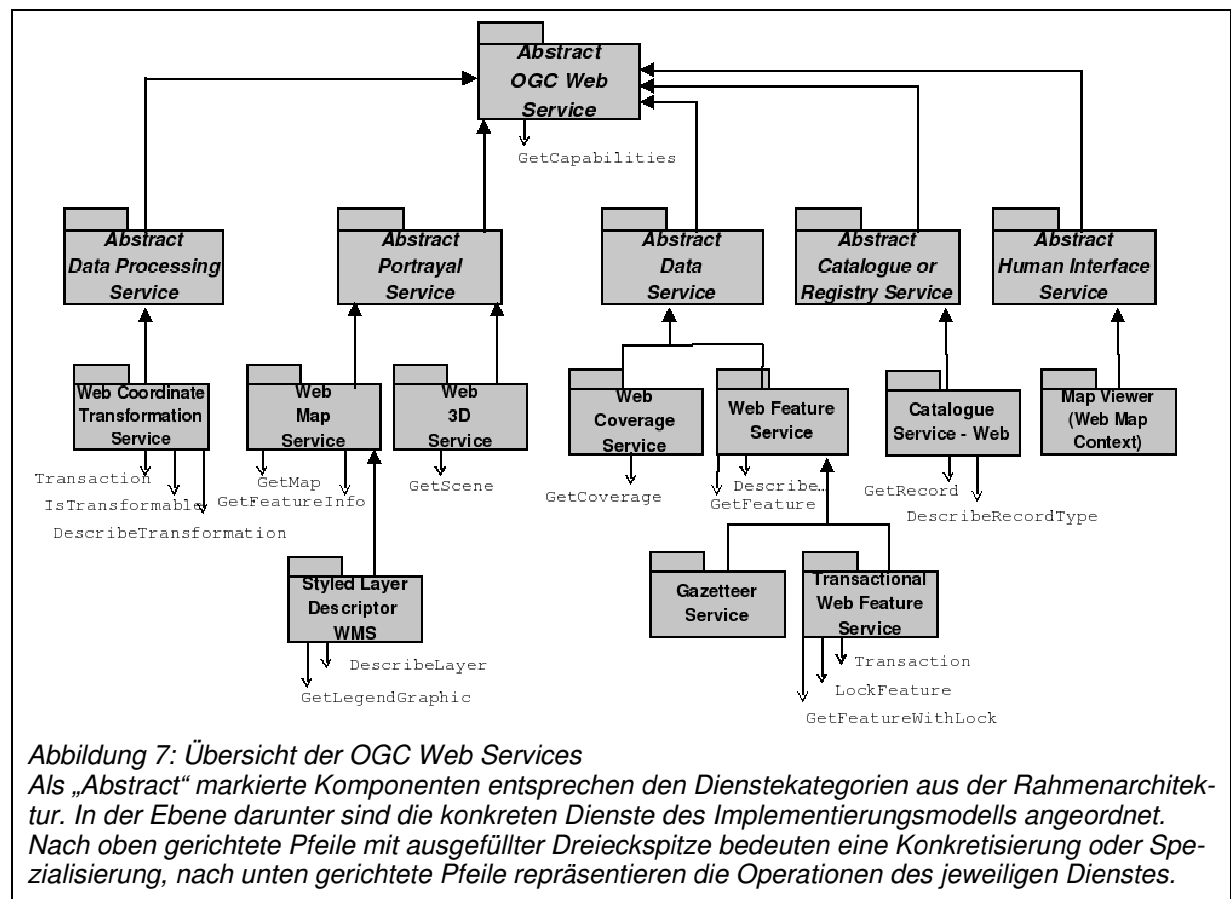 Abstract
OGC Web
Service
GetCapabilities
Abstract
Data Processing
Service
Abstract
Portrayal
Service
Abstract
Data
Service
Abstract
Catalogue or
Registry Service
Abstract
Human Interface
Service
Web Coordinate
Transformation
Service
Web
Map
Service
Web
3D
Service
Web
Coverage
Service
Web Feature
Service
Catalogue
Service - Web
Map Viewer
(Web Map
Context)
Transaction
IsTransformable
DescribeTransformation
GetMap
GetFeatureInfo
GetScene
GetCoverage
Describe…
GetFeature
GetRecord
DescribeRecordType
Styled Layer
Descriptor
WMS
Gazetteer
Service
Transactional
Web Feature
Service
DescribeLayer
GetLegendGraphic
Transaction
LockFeature
GetFeatureWithLock
Abbildung 7: Übersicht der OGC Web Services
Als „Abstract“ markierte Komponenten entsprechen den Dienstekategorien aus der Rahmenarchitek-
tur. In der Ebene darunter sind die konkreten Dienste des Implementierungsmodells angeordnet.
Nach oben gerichtete Pfeile mit ausgefüllter Dreieckspitze bedeuten eine Konkretisierung oder Spe-
zialisierung, nach unten gerichtete Pfeile repräsentieren die Operationen des jeweiligen Dienstes.